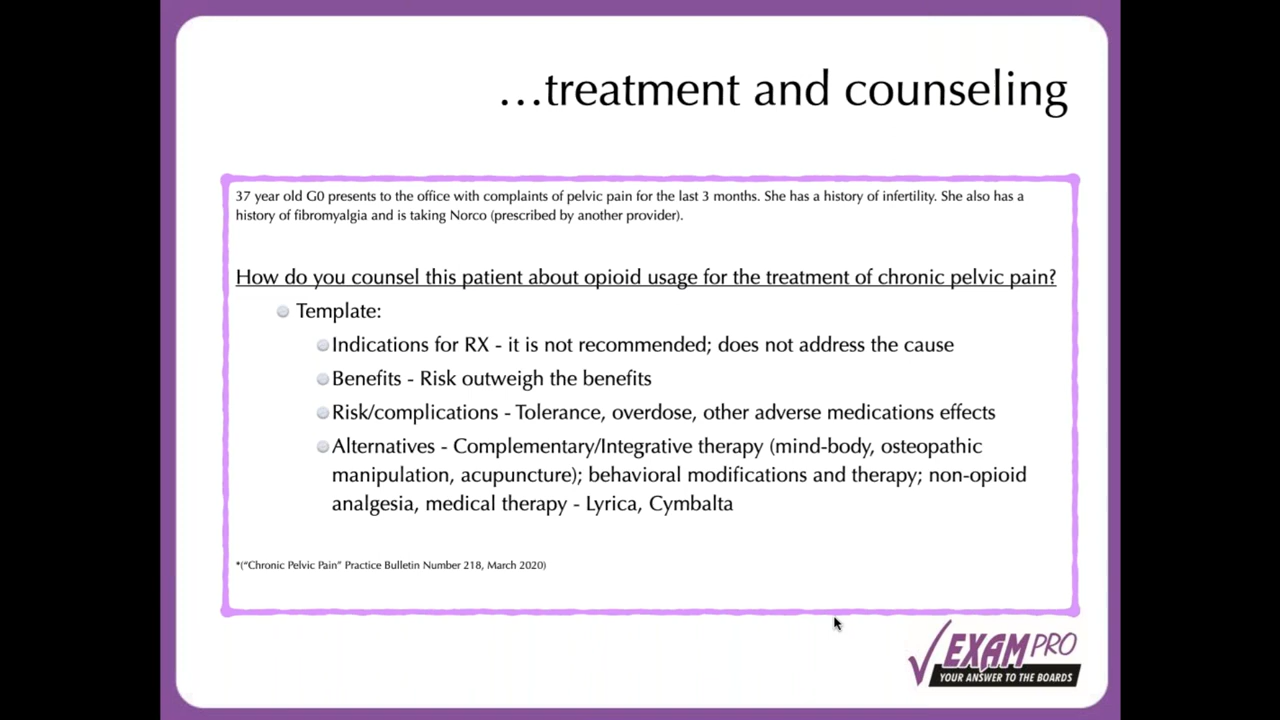 ...treatment and counseling
37 year old G0 presents to the office with complaints of pelvic pain for the last 3 months. She has a history of infertility. She also has a
history of fibromyalgia and is taking Norco (prescribed by another provider).
How do you counsel this patient about opioid usage for the treatment of chronic pelvic pain?
Template:
Indications for RX - it is not recommended; does not address the cause
Benefits - Risk outweigh the benefits
Risk/complications - Tolerance, overdose, other adverse medications effects
Alternatives - Complementary/Integrative therapy (mind-body, osteopathic
manipulation, acupuncture); behavioral modifications and therapy; non-opioid
analgesia, medical therapy - Lyrica, Cymbalta
*(“Chronic Pelvic Pain” Practice Bulletin Number 218, March 2020)
EXAMPRO
YOUR ANSWER TO THE BOARDS